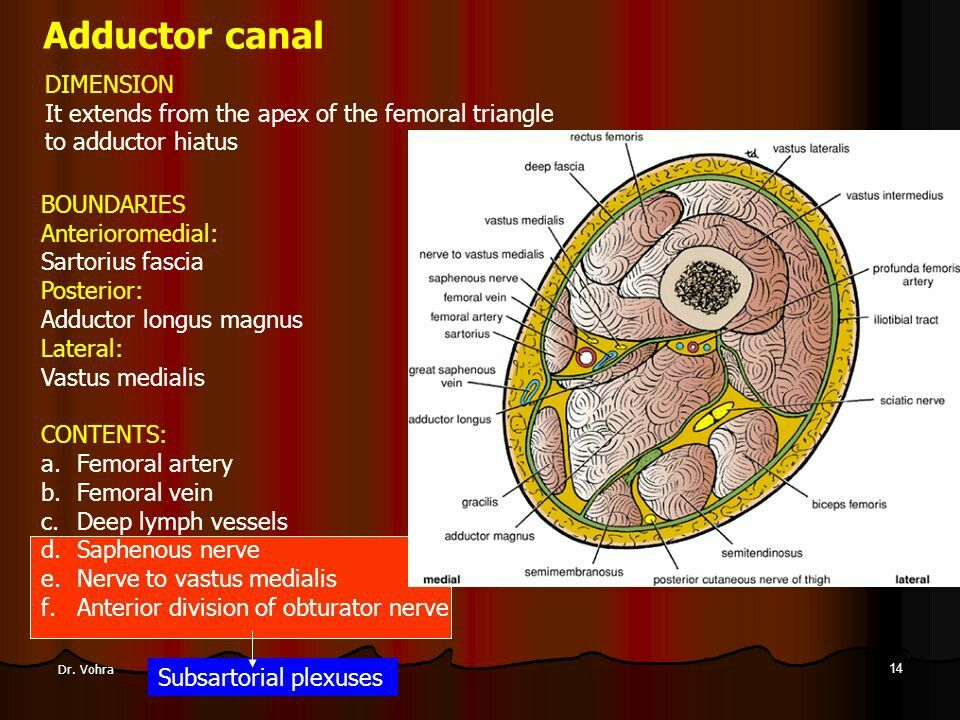 Adductor canal
DIMENSION
It extends from the apex of the femoral triangle
to adductor hiatus
BOUNDARIES
Anterioromedial:
Sartorius fascia
Posterior:
Adductor longus magnus
Lateral:
Vastus medialis
CONTENTS:
a. Femoral artery
b. Femoral vein
c. Deep lymph vessels
d. Saphenous nerve
e. Nerve to vastus medialis
f. Anterior division of obturator nerve
Subsartorial plexuses
rectus femoris
deep fascia
vastus medialis
nerve to vastus medialis
saphenous nerve
femoral vein
femoral artery
sartorius
great saphenous
vein
adductor longus
gracilis
adductor magnus
semimembranosus
medial
td
vastus lateralis
vastus intermedius
profunda femoris
artery
iliotibial tract
sciatic nerve
biceps femoris
semitendinosus
posterior cutaneous nerve of thigh
lateral
Dr. Vohra
14